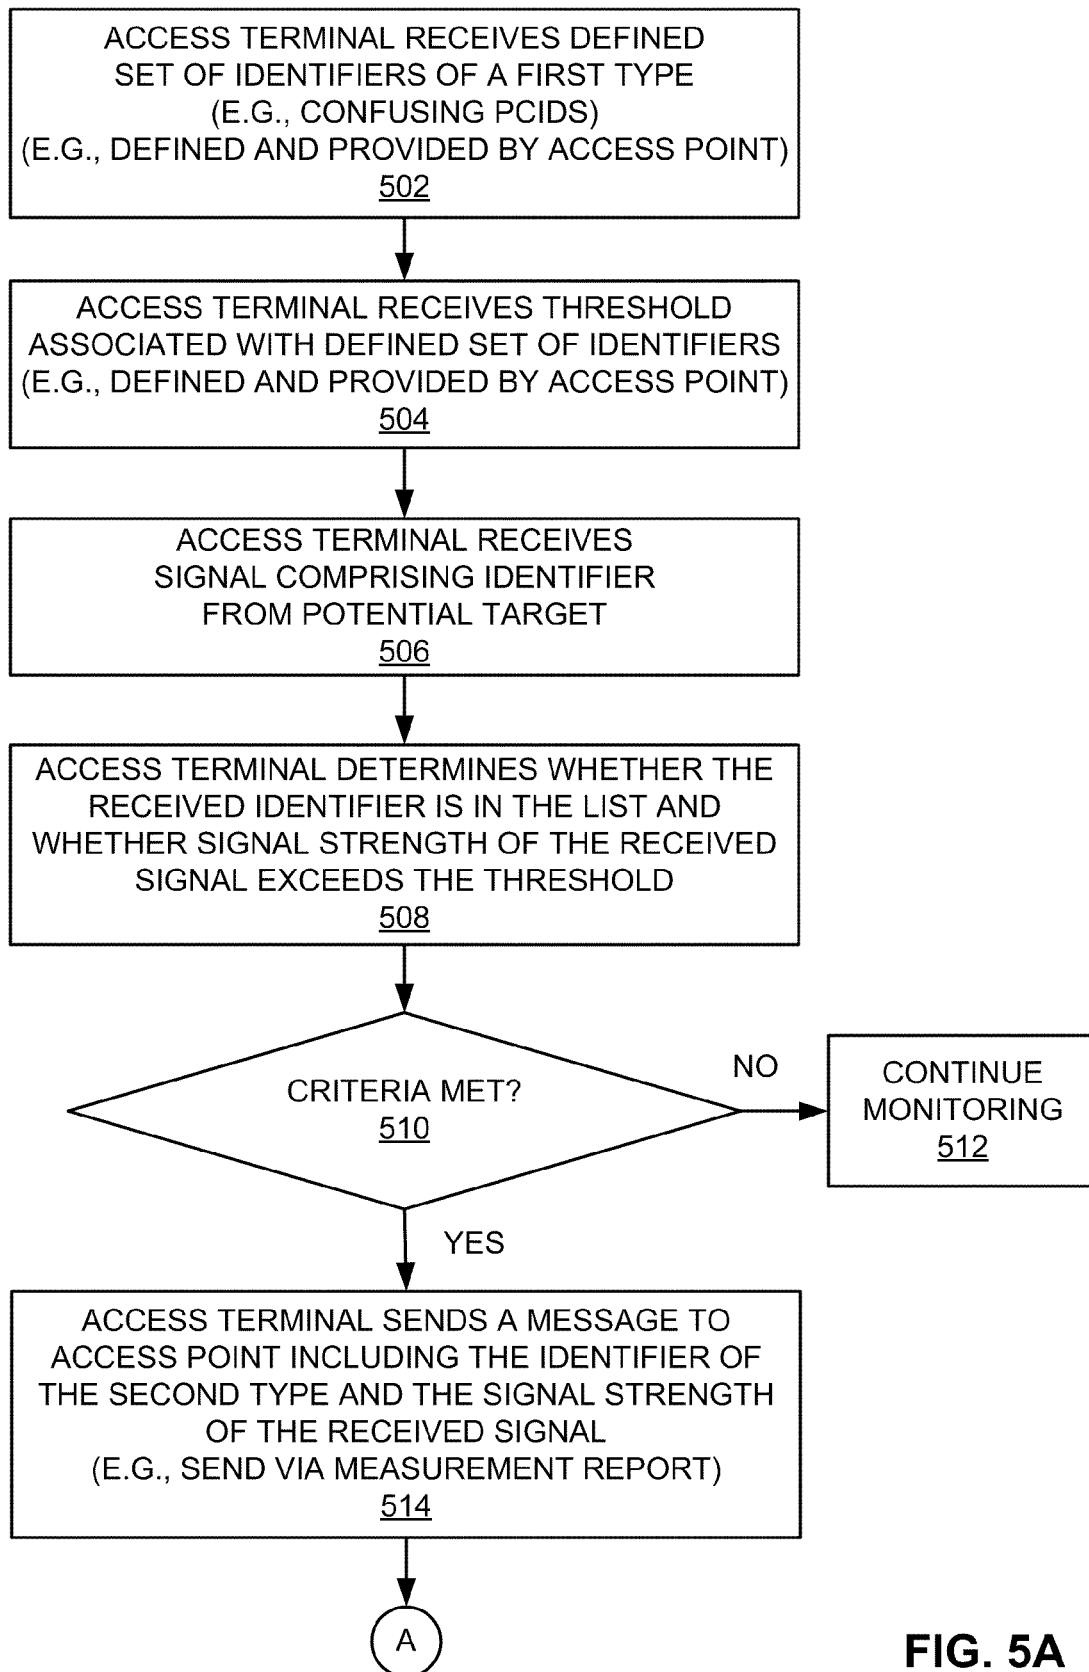 ACCESS TERMINAL RECEIVES DEFINED
SET OF IDENTIFIERS OF A FIRST TYPE
(E.G., CONFUSING PCIDS)
(E.G., DEFINED AND PROVIDED BY ACCESS POINT)
502
ACCESS TERMINAL RECEIVES THRESHOLD
ASSOCIATED WITH DEFINED SET OF IDENTIFIERS
(E.G., DEFINED AND PROVIDED BY ACCESS POINT)
504
ACCESS TERMINAL RECEIVES
SIGNAL COMPRISING IDENTIFIER
FROM POTENTIAL TARGET
506
ACCESS TERMINAL DETERMINES WHETHER THE
RECEIVED IDENTIFIER IS IN THE LIST AND
WHETHER SIGNAL STRENGTH OF THE RECEIVED
SIGNAL EXCEEDS THE THRESHOLD
508
CRITERIA MET?
510
NO
CONTINUE
MONITORING
512
YES
ACCESS TERMINAL SENDS A MESSAGE TO
ACCESS POINT INCLUDING THE IDENTIFIER OF
THE SECOND TYPE AND THE SIGNAL STRENGTH
OF THE RECEIVED SIGNAL
(E.G., SEND VIA MEASUREMENT REPORT)
514
A
FIG. 5A